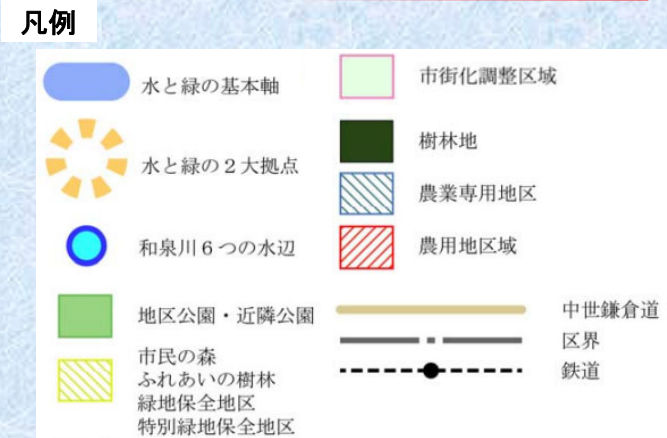 凡例
水と緑の基本軸
水と緑の２大拠点
和泉川６つの水辺
地区公園・近隣公園
市民の森
ふれあいの樹林
緑地保全地区
特別緑地保全地区
市街化調整区域
樹林地
農業専用地区
農用地区域
中世鎌倉道
区界
鉄道